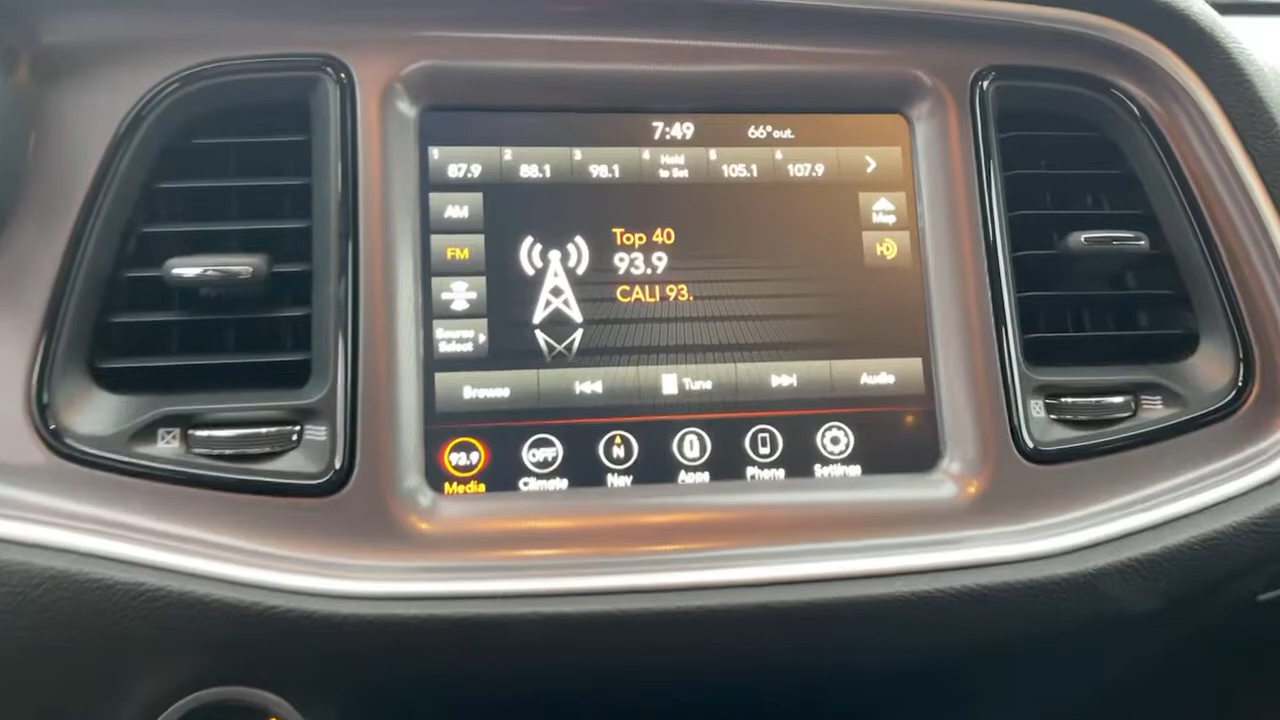 7:49 66° out.
1 87.9 2 88.1 3 98.1 4 Hold to Set 5 105.1 6 107.9
AM
Map
Top 40
FM
HD
93.9
CALI 93.
Source
Select
Browse Tune Audio
93.9 OFF N
Media Climate Nav Apps Phone Settings